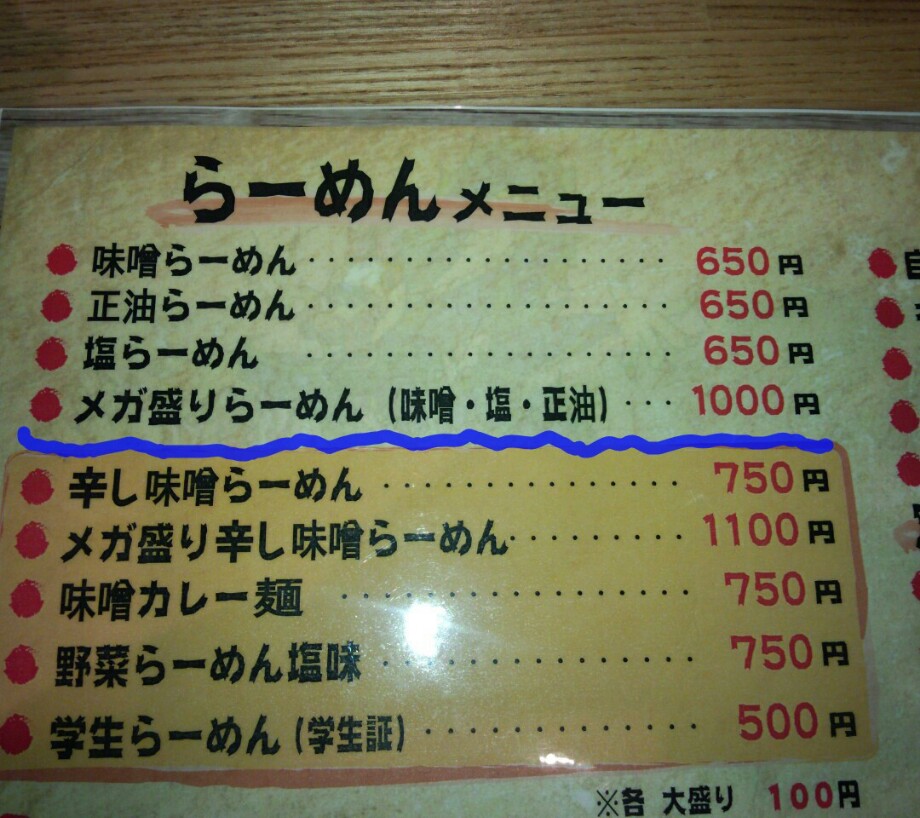 らーめんメニュー
味噌らーめん 650円
正油らーめん 650円
塩らーめん 650円
メガ盛りらーめん(味噌・塩・正油) 1000円
辛し味噌らーめん 750円
メガ盛り辛し味噌らーめん 1100円
味噌カレー麺 750円
野菜らーめん塩味 750円
学生らーめん(学生証) 500円
※各 大盛り 100円